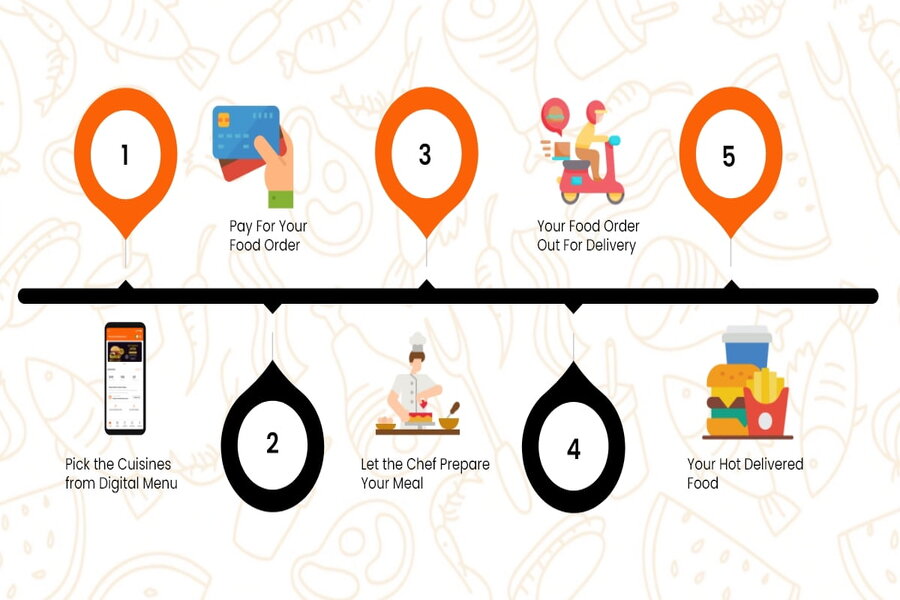 1
Pick the Cuisines
from Digital Menu
2
Pay For Your
Food Order
3
Let the Chef Prepare
Your Meal
4
Your Food Order
Out For Delivery
5
Your Hot Delivered
Food